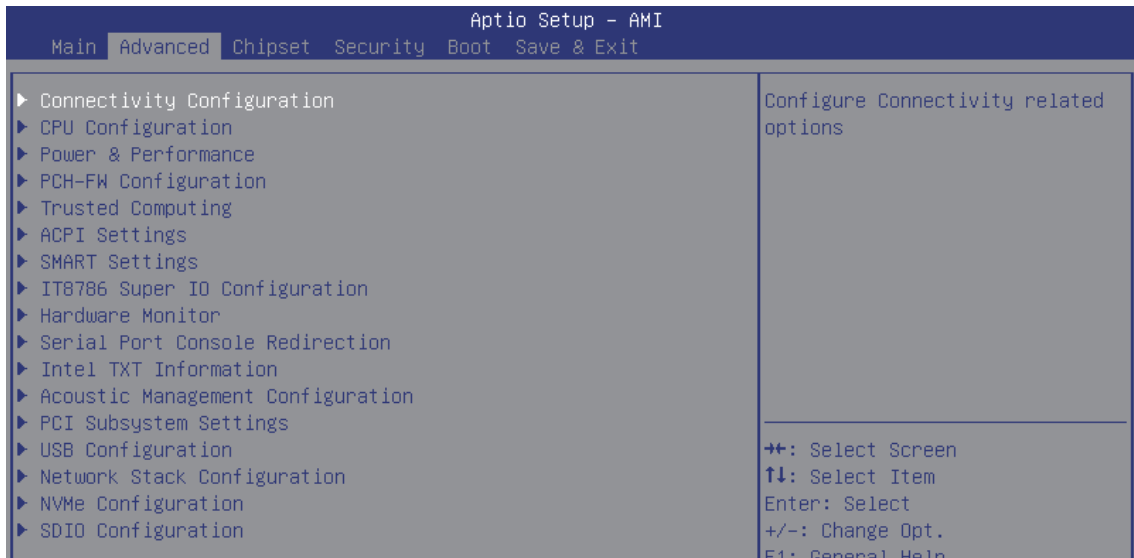 Aptio Setup – AMI
Main Advanced Chipset Security Boot Save & Exit
Connectivity Configuration
CPU Configuration
Power & Performance
PCH-FW Configuration
Trusted Computing
ACPI Settings
SMART Settings
IT8786 Super IO Configuration
Hardware Monitor
Serial Port Console Redirection
Intel TXT Information
Acoustic Management Configuration
PCI Subsystem Settings
USB Configuration
Network Stack Configuration
NVMe Configuration
SDIO Configuration
Configure Connectivity related
options
→←: Select Screen
↑↓: Select Item
Enter: Select
+/-: Change Opt.
F1: General Help